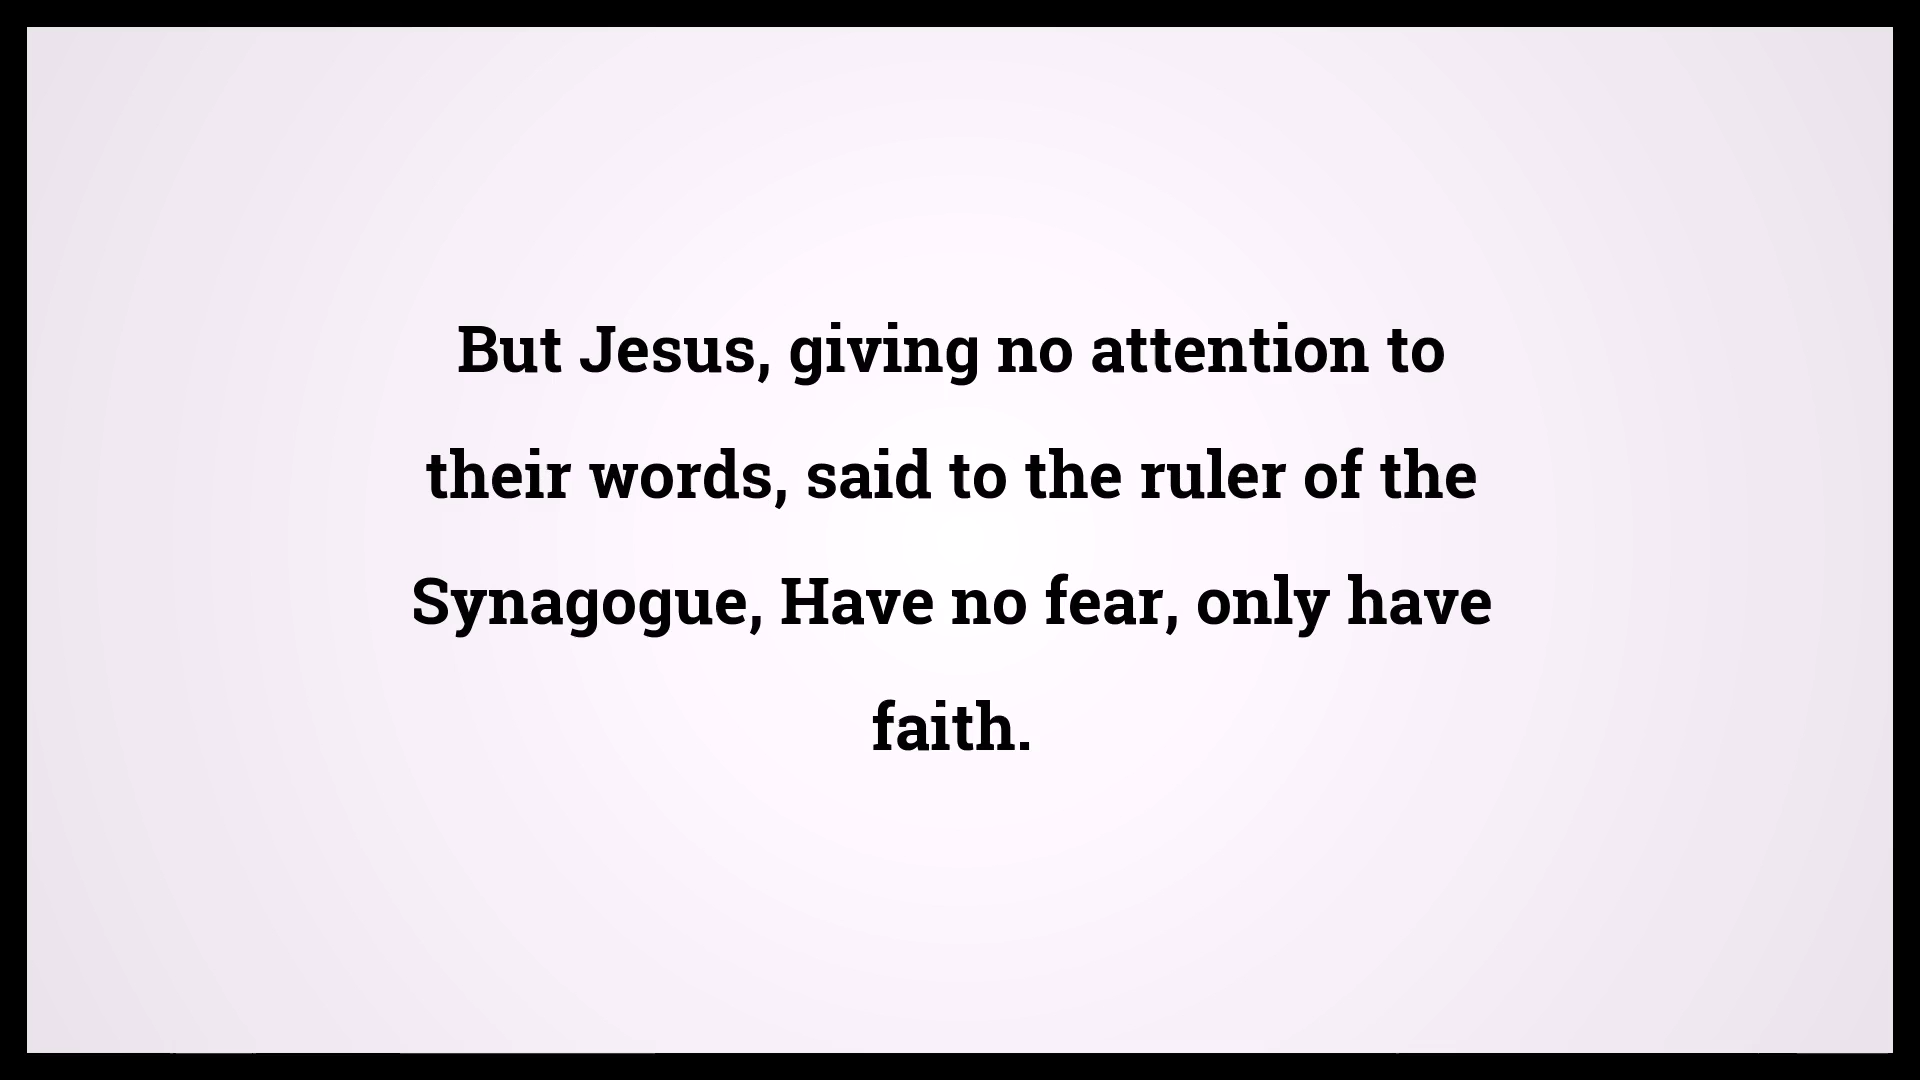 But Jesus, giving no attention to
their words, said to the ruler of the
Synagogue, Have no fear, only have
faith.